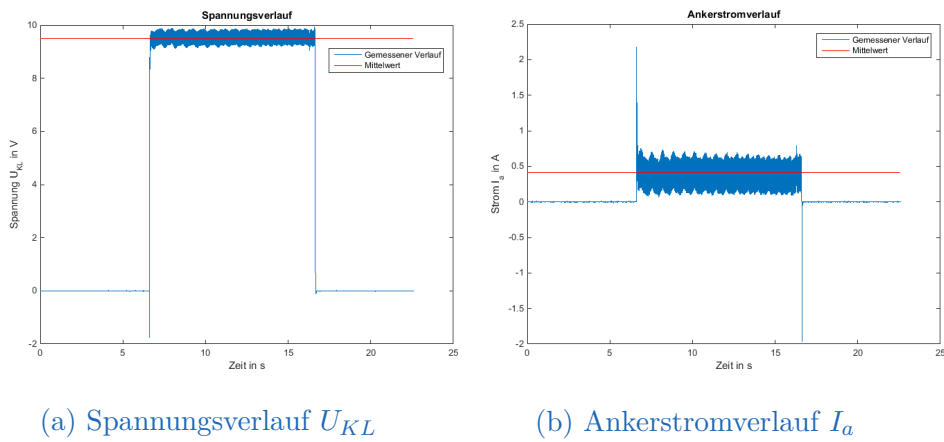 Spannungsverlauf
10
8
6
4
2
0
-2
0
5
10
15
20
25
Spannung U_KL in V
Zeit in s
Gemessener Verlauf
Mittelwert
Ankerstromverlauf
2.5
2
1.5
1
0.5
0
-0.5
-1
-1.5
-2
0
5
10
15
20
25
Strom I_a in A
Zeit in s
Gemessener Verlauf
Mittelwert
(a) Spannungsverlauf U_KL
(b) Ankerstromverlauf I_a